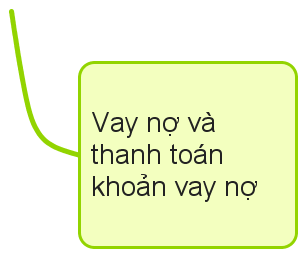 Vay nợ và
thanh toán
khoản vay nợ